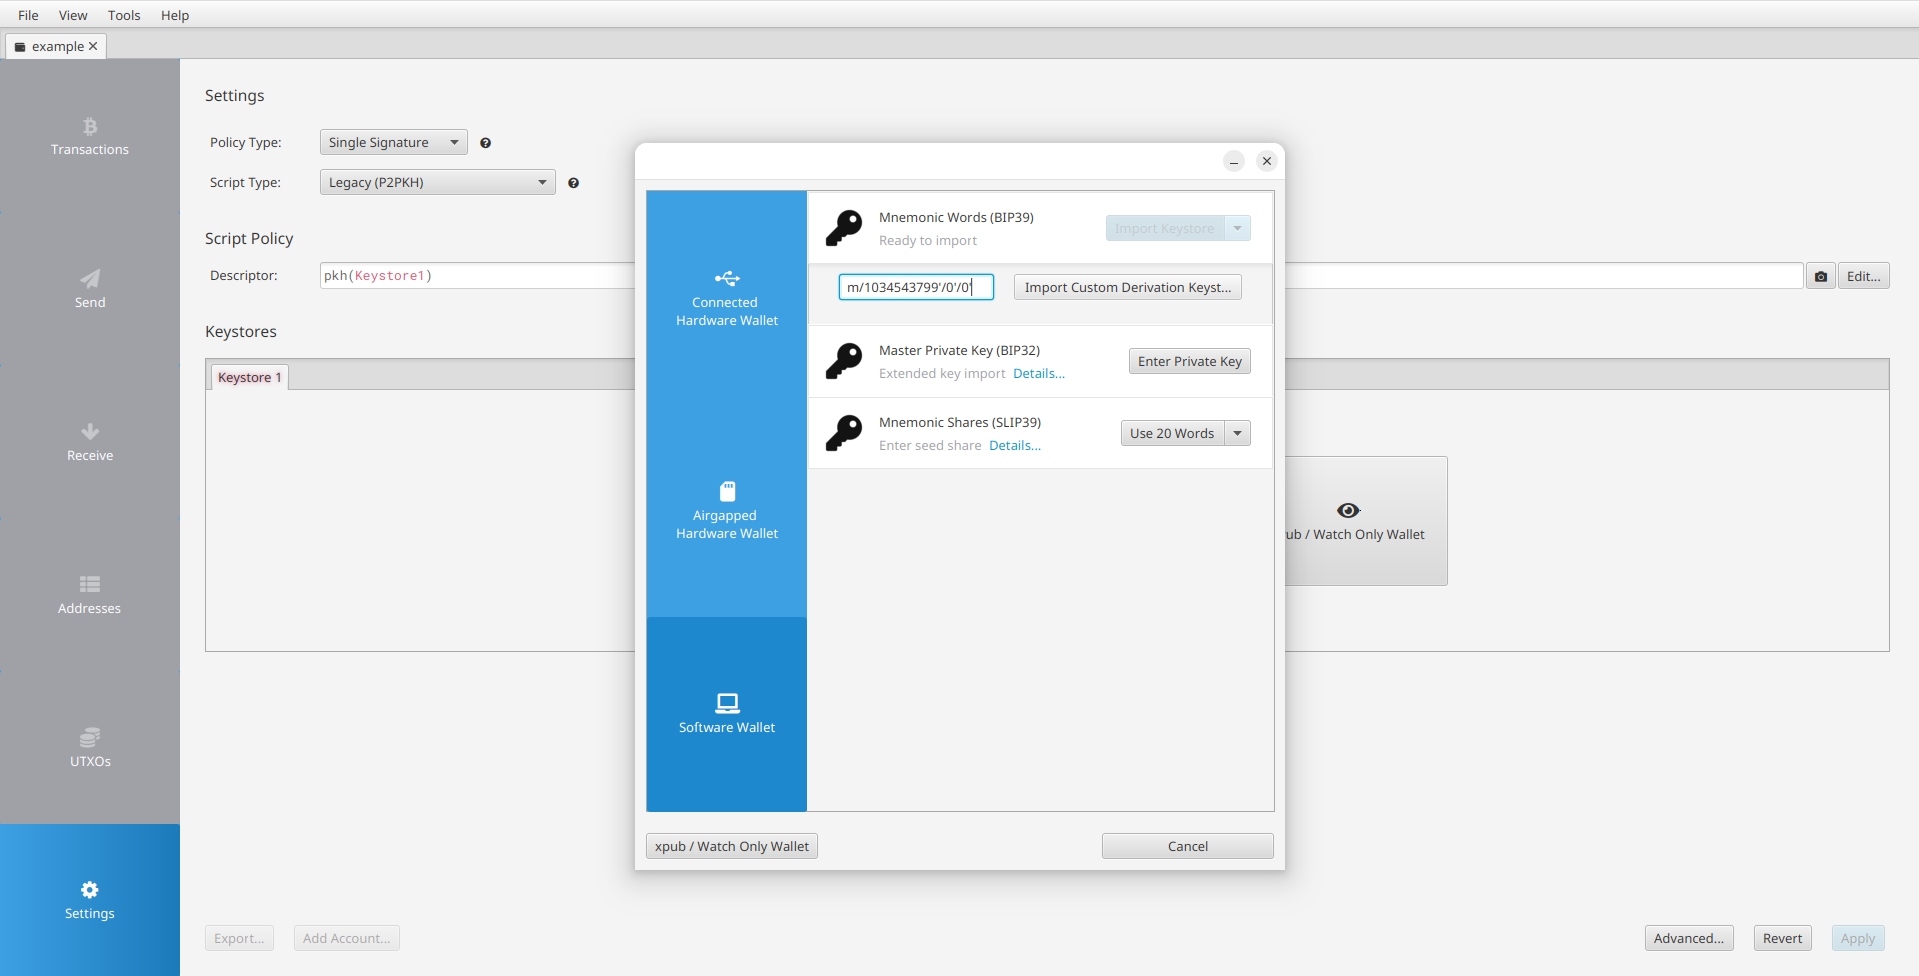 File View Tools Help
example
Transactions
Send
Receive
Addresses
UTXOs
Settings
Settings
Policy Type: Single Signature
Script Type: Legacy (P2PKH)
Script Policy
Descriptor: pkh(Keystore1) Edit...
Keystores
Keystore 1
ub / Watch Only Wallet
Export... Add Account... Advanced... Revert Apply
Connected
Hardware Wallet
Airgapped
Hardware Wallet
Software Wallet
Mnemonic Words (BIP39)
Ready to import
Import Keystore
m/1034543799'/0'/0' Import Custom Derivation Keyst...
Master Private Key (BIP32)
Extended key import Details...
Enter Private Key
Mnemonic Shares (SLIP39)
Enter seed share Details...
Use 20 Words
xpub / Watch Only Wallet Cancel